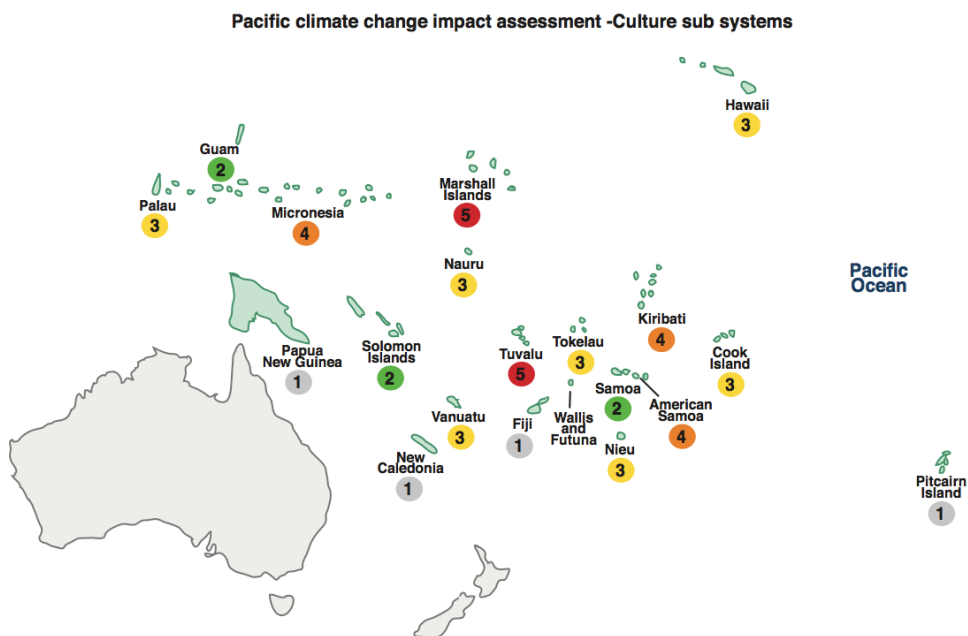 Pacific climate change impact assessment -Culture sub systems
Hawaii
3
Guam
2
Palau
3
Micronesia
4
Marshall
Islands
5
Nauru
3
Pacific
Ocean
Kiribati
4
Papua
New Guinea
1
Solomon
Islands
2
Tuvalu
5
Tokelau
3
Cook
Island
3
Samoa
2
American
Samoa
4
Vanuatu
3
Fiji
1
Wallis
and
Futuna
Nieu
3
New
Caledonia
1
Pitcairn
Island
1